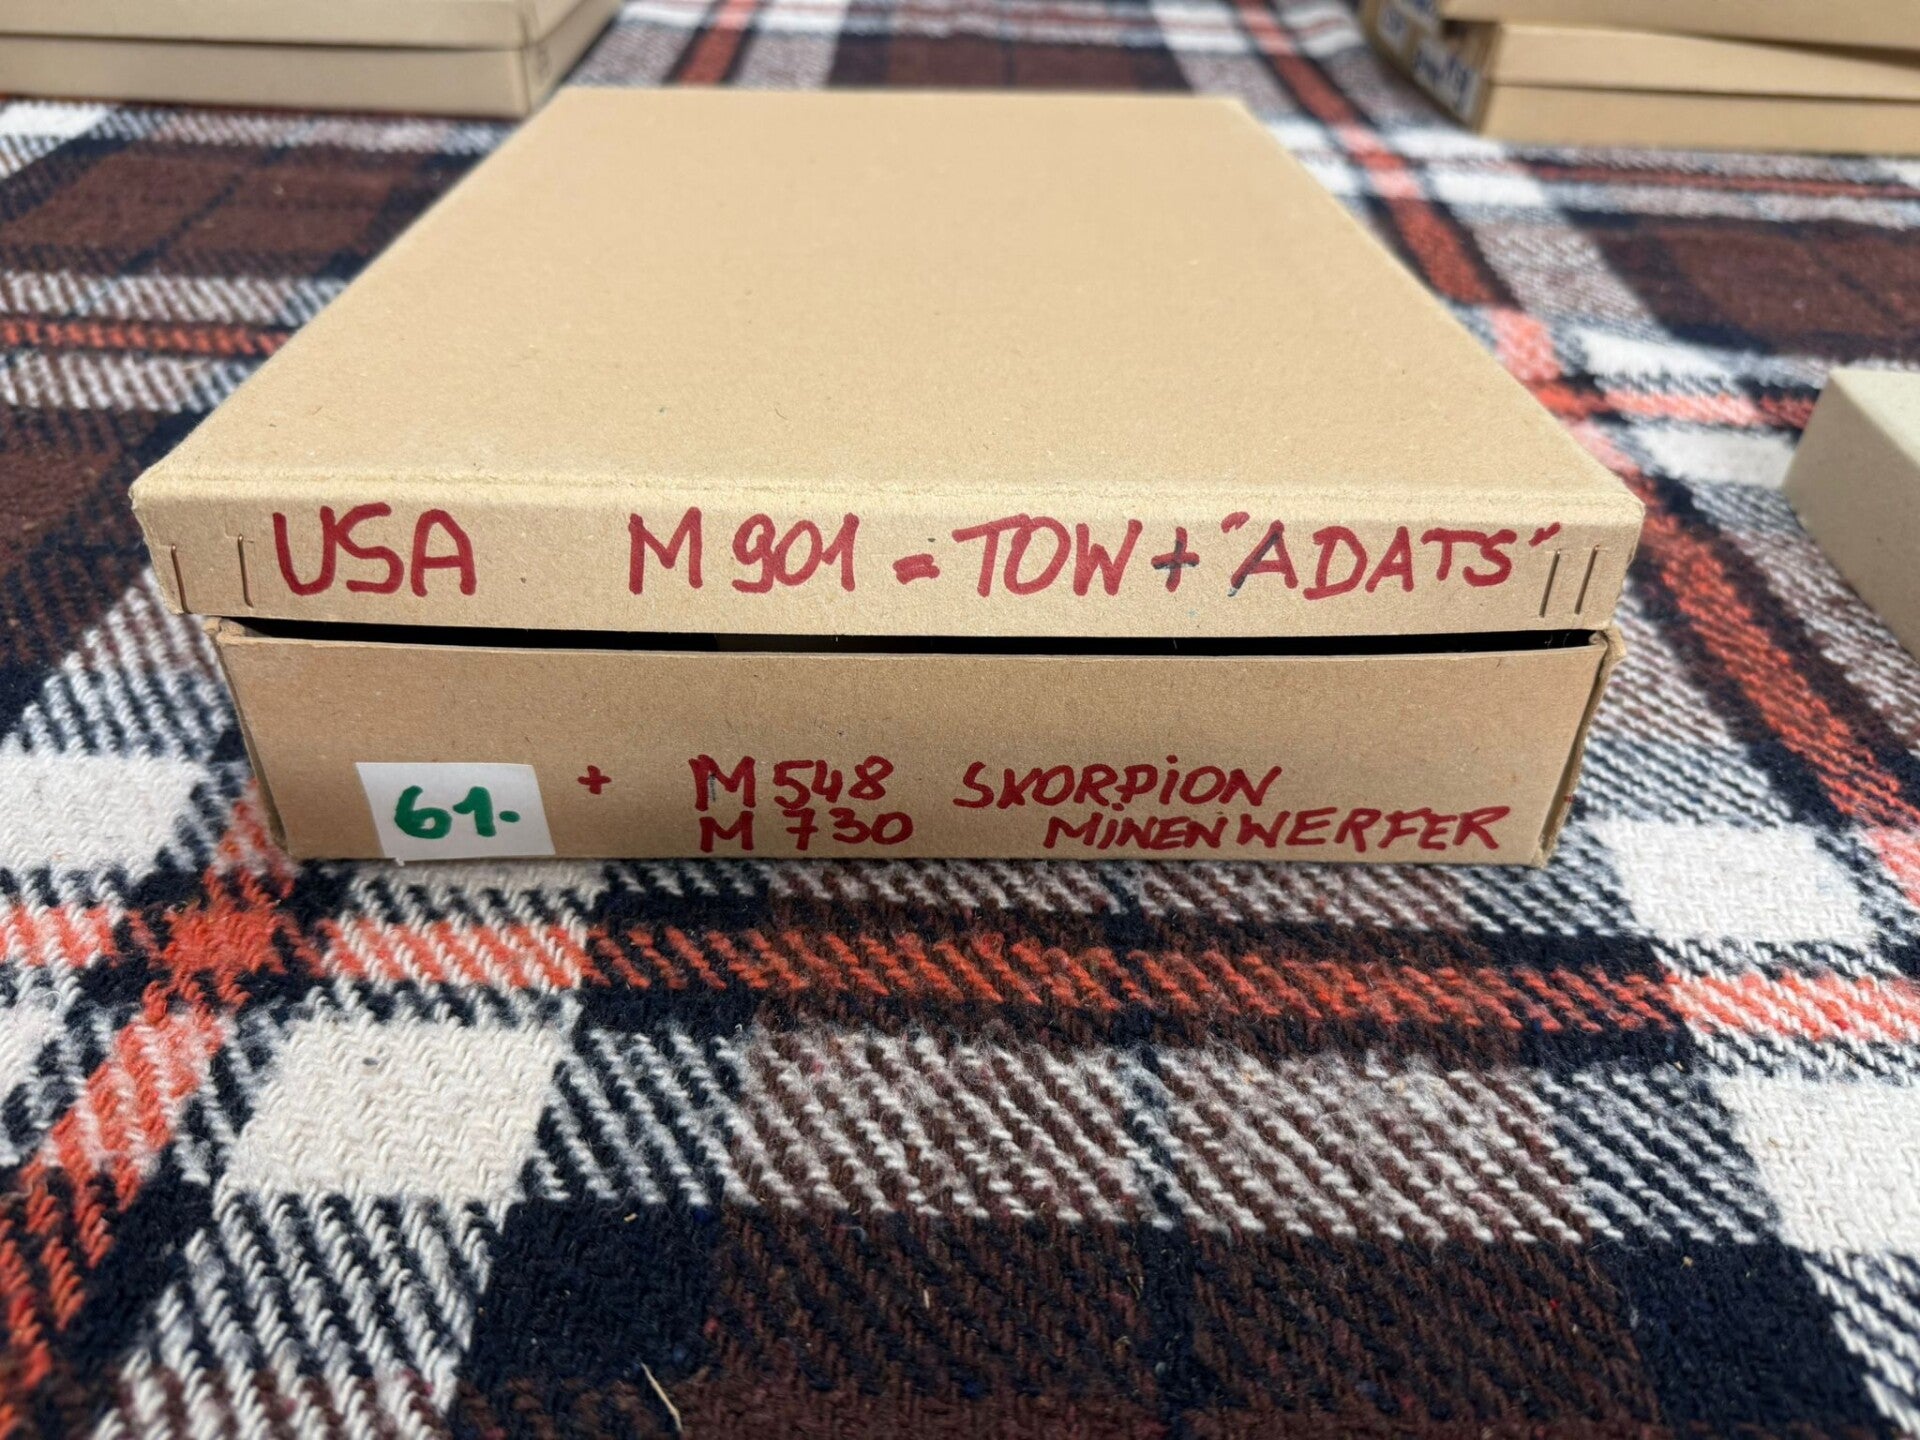 USA M 901 = TOW + "ADATS"
61. + M 548 SKORPiON
M 730 MiNENWERFER